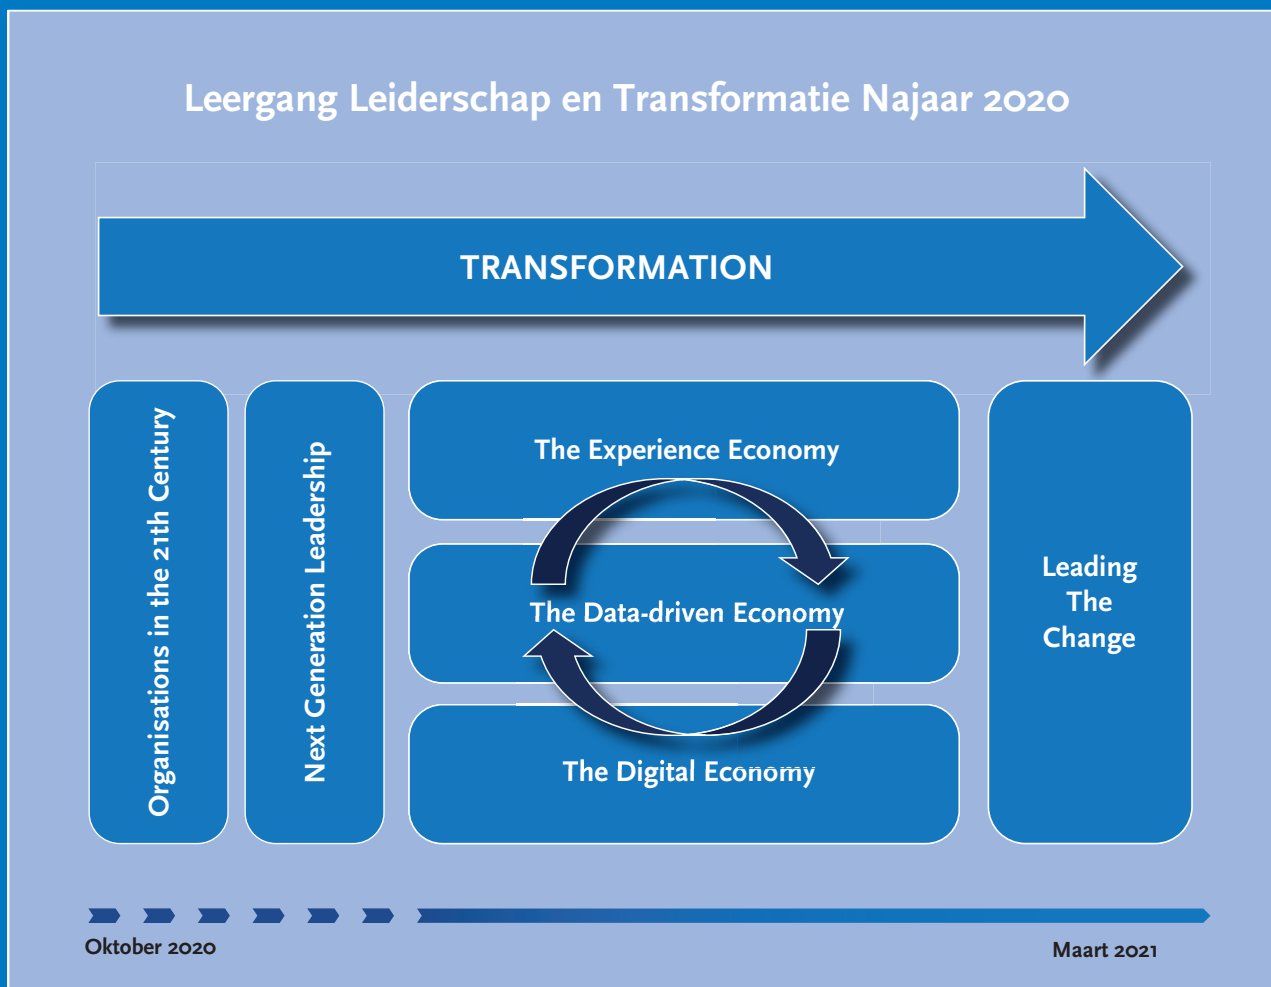 Leergang Leiderschap en Transformatie Najaar 2020
TRANSFORMATION
Organisations in the 21th Century
Next Generation Leadership
The Experience Economy
The Data-driven Economy
The Digital Economy
Leading
The
Change
Oktober 2020
Maart 2021